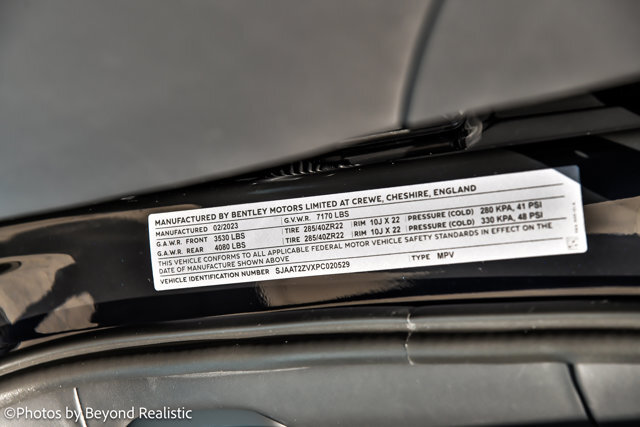 MANUFACTURED BY BENTLEY MOTORS LIMITED AT CREWE, CHESHIRE, ENGLAND
MANUFACTURED 02/2023 G.V.W.R. 7170 LBS
G.A.W.R. FRONT 3530 LBS TIRE 285/40ZR22 RIM 10J X 22 PRESSURE (COLD) 280 KPA, 41 PSI
G.A.W.R. REAR 4080 LBS TIRE 285/40ZR22 RIM 10J X 22 PRESSURE (COLD) 330 KPA, 48 PSI
THIS VEHICLE CONFORMS TO ALL APPLICABLE FEDERAL MOTOR VEHICLE SAFETY STANDARDS IN EFFECT ON THE
DATE OF MANUFACTURE SHOWN ABOVE
VEHICLE IDENTIFICATION NUMBER SJAAT2ZVXPC020529 TYPE MPV
©Photos by Beyond Realistic